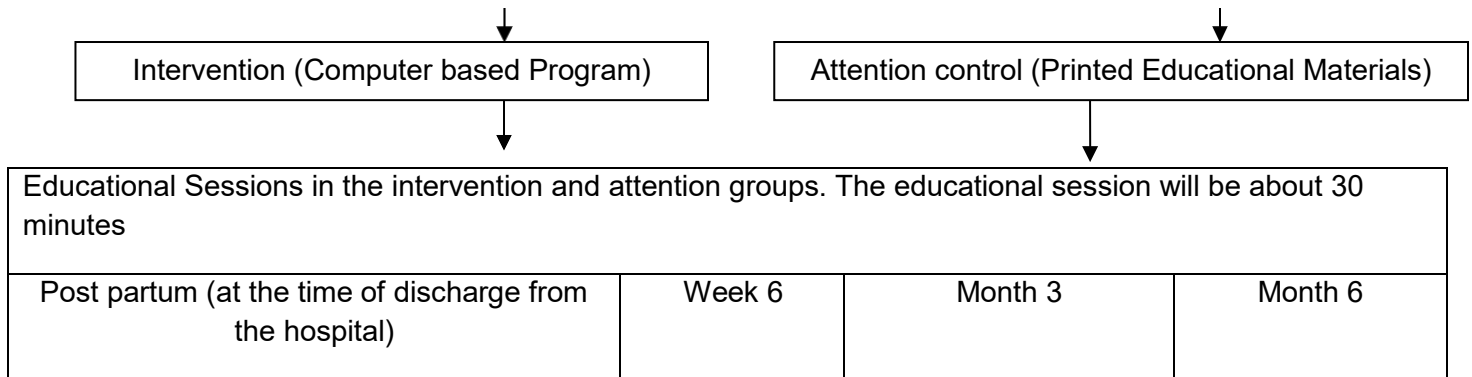 Intervention (Computer based Program)
Attention control (Printed Educational Materials)
Educational Sessions in the intervention and attention groups. The educational session will be about 30
minutes
Post partum (at the time of discharge from
the hospital)
Week 6
Month 3
Month 6